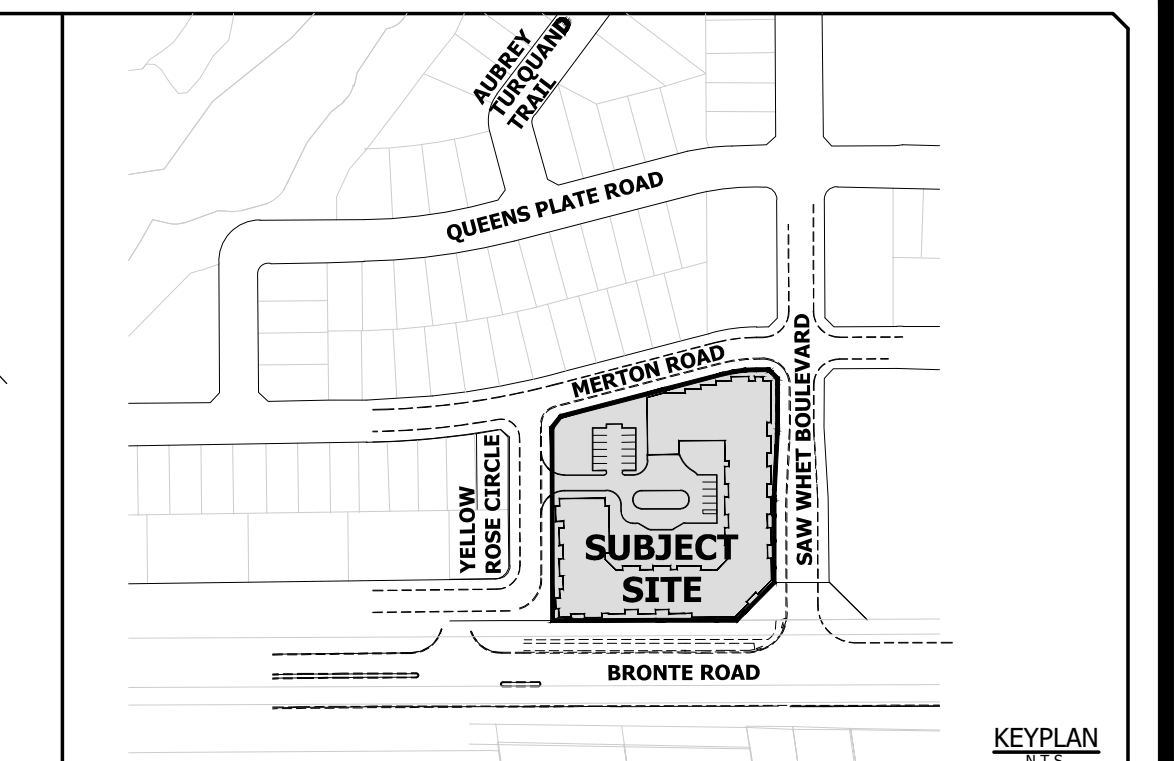 AUBREY
TURQUAND
TRAIL
QUEENS PLATE ROAD
MERTON ROAD
SAW WHET BOULEVARD
YELLOW
ROSE CIRCLE
SUBJECT
SITE
BRONTE ROAD
KEYPLAN
N.T.S.